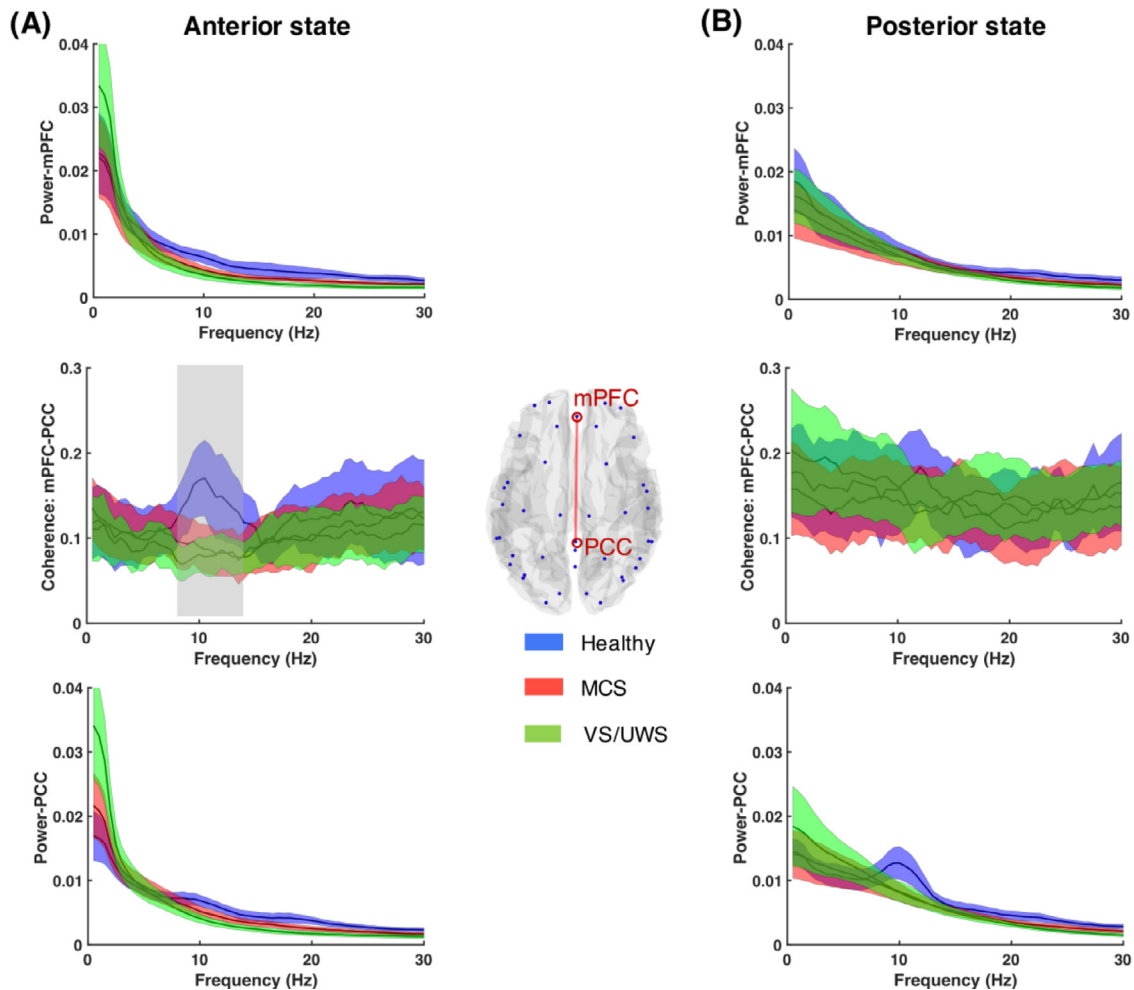 (A) Anterior state
0.04
0.03
0.02
0.01
0
Power-mPFC
0 10 20 30
Frequency (Hz)
0.3
0.2
0.1
0
Coherence: mPFC-PCC
0 10 20 30
Frequency (Hz)
0.04
0.03
0.02
0.01
0
Power-PCC
0 10 20 30
Frequency (Hz)
mPFC
PCC
Healthy
MCS
VS/UWS
(B) Posterior state
0.04
0.03
0.02
0.01
0
Power-mPFC
0 10 20 30
Frequency (Hz)
0.3
0.2
0.1
0
Coherence: mPFC-PCC
0 10 20 30
Frequency (Hz)
0.04
0.03
0.02
0.01
0
Power-PCC
0 10 20 30
Frequency (Hz)